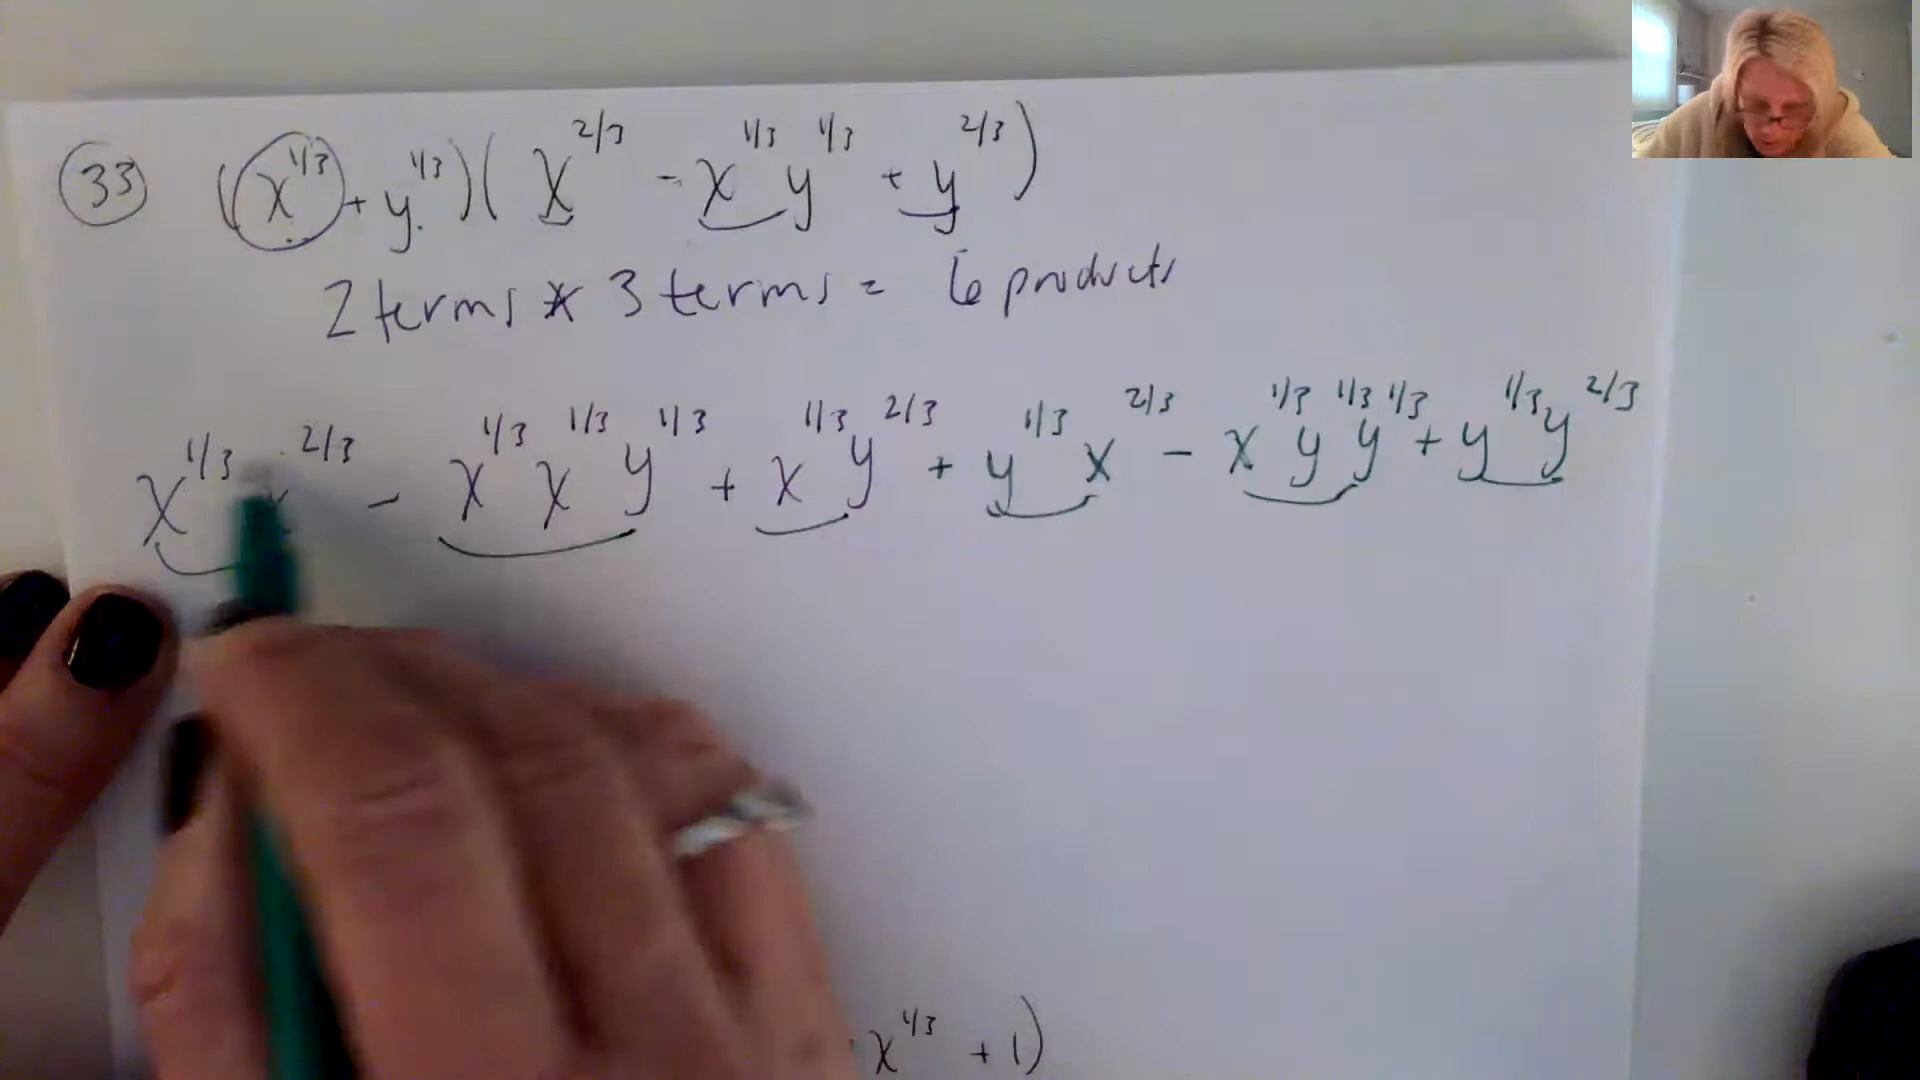 33 (x^1/3 + y^1/3)(x^2/3 - x^1/3 y^1/3 + y^2/3)
2 terms * 3 terms = 6 products
x^1/3 x^2/3 - x^1/3 x^1/3 y^1/3 + x^1/3 y^2/3 + y^1/3 x^2/3 - x^1/3 y^1/3 y^1/3 + y^1/3 y^2/3
x^1/3 + 1)